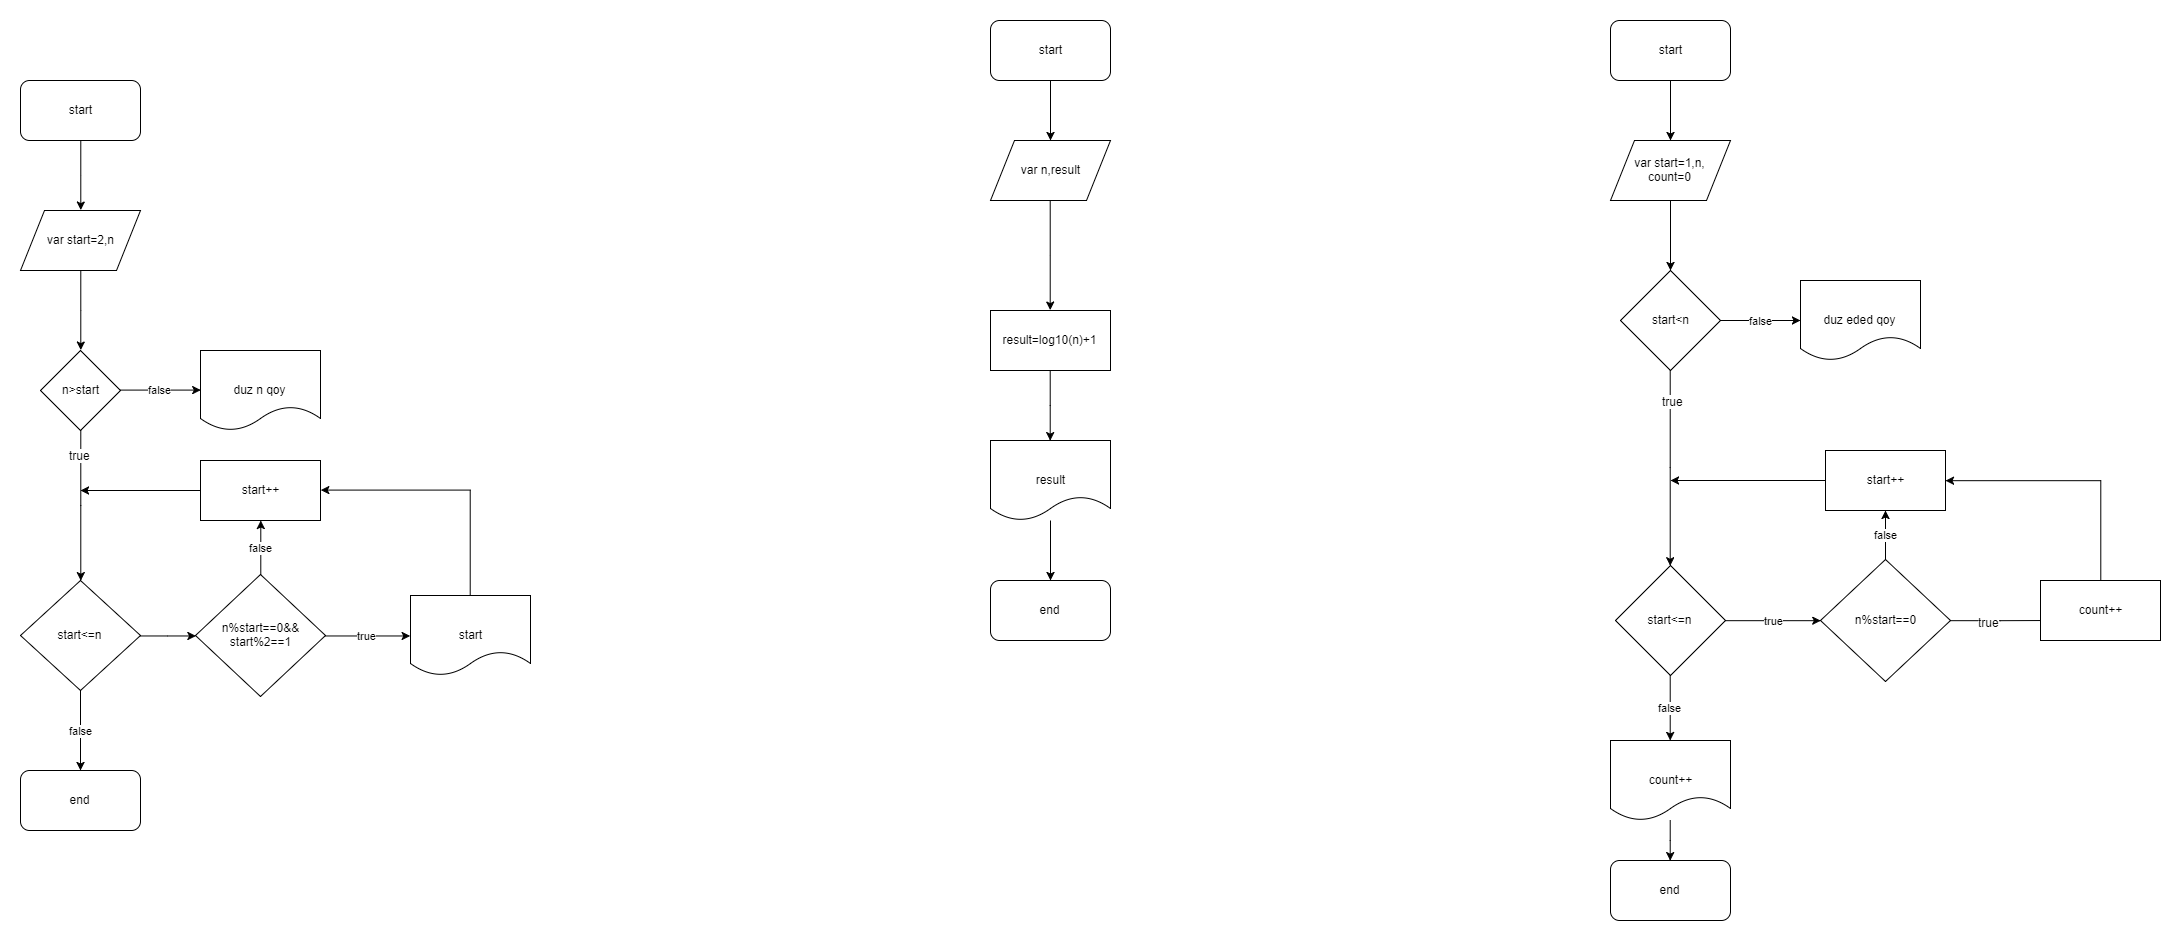 start
var start=2,n
n>start
false
duz n qoy
true
start++
false
start<=n
n%start==0&&
start%2==1
true
start
false
end
start
var n,result
result=log10(n)+1
result
end
start
var start=1,n,
count=0
start<n
false
duz eded qoy
true
start++
false
start<=n
true
n%start==0
true
count++
false
count++
end